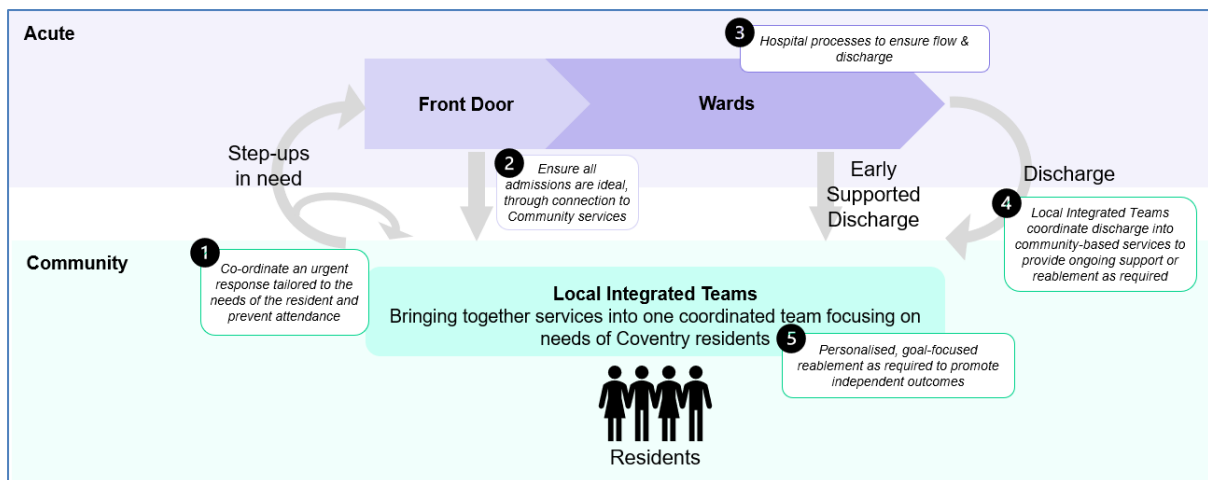 Acute
3
Hospital processes to ensure flow &
discharge
Front Door
Wards
Step-ups
in need
2
Ensure all
admissions are ideal,
through connection to
Community services
Early
Supported
Discharge
Discharge
4
Local Integrated Teams
coordinate discharge into
community-based services to
provide ongoing support or
reablement as required
Community
1
Co-ordinate an urgent
response tailored to the
needs of the resident and
prevent attendance
Local Integrated Teams
Bringing together services into one coordinated team focusing on
needs of Coventry residents
5
Personalised, goal-focused
reablement as required to promote
independent outcomes
Residents